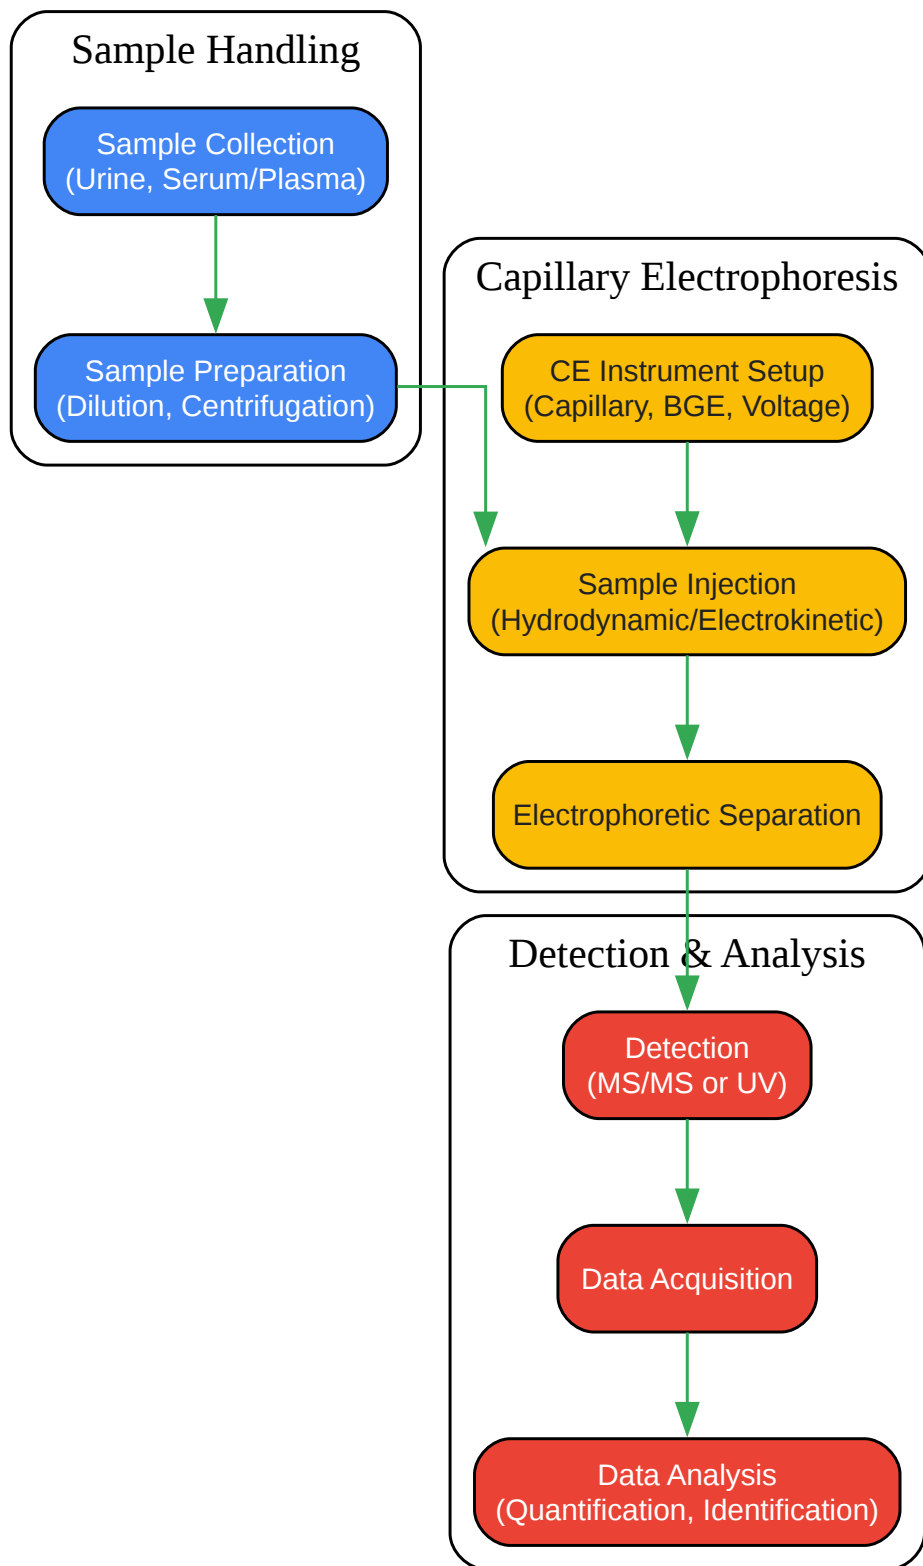 Sample Handling
Sample Collection
(Urine, Serum/Plasma)
Sample Preparation
(Dilution, Centrifugation)
Capillary Electrophoresis
CE Instrument Setup
(Capillary, BGE, Voltage)
Sample Injection
(Hydrodynamic/Electrokinetic)
Electrophoretic Separation
Detection & Analysis
Detection
(MS/MS or UV)
Data Acquisition
Data Analysis
(Quantification, Identification)